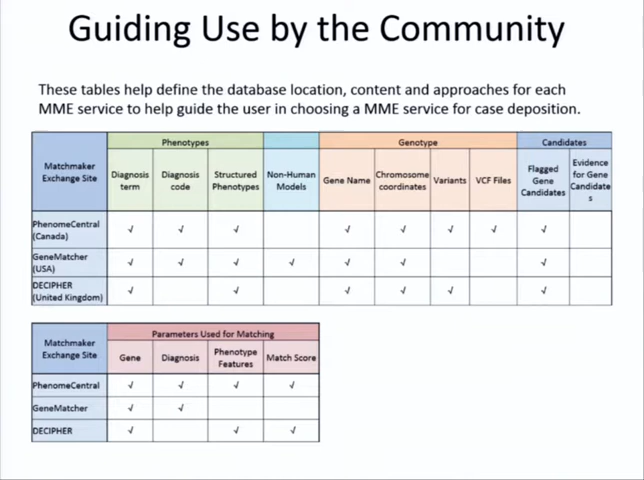 Guiding Use by the Community
These tables help define the database location, content and approaches for each
MME service to help guide the user in choosing a MME service for case deposition.
Matchmaker Exchange Site | Phenotypes | Genotype | Candidates
Diagnosis term | Diagnosis code | Structured Phenotypes | Non-Human Models | Gene Name | Chromosome coordinates | Variants | VCF Files | Flagged Gene Candidates | Evidence for Gene Candidates
PhenomeCentral (Canada) | √ | √ | √ | | √ | √ | √ | √ | √ |
GeneMatcher (USA) | √ | √ | √ | √ | √ | √ | | | √ |
DECIPHER (United Kingdom) | √ | | √ | | √ | √ | √ | | √ |
Matchmaker Exchange Site | Parameters Used for Matching
Gene | Diagnosis | Phenotype Features | Match Score
PhenomeCentral | √ | √ | √ | √
GeneMatcher | √ | √ | |
DECIPHER | √ | | √ | √